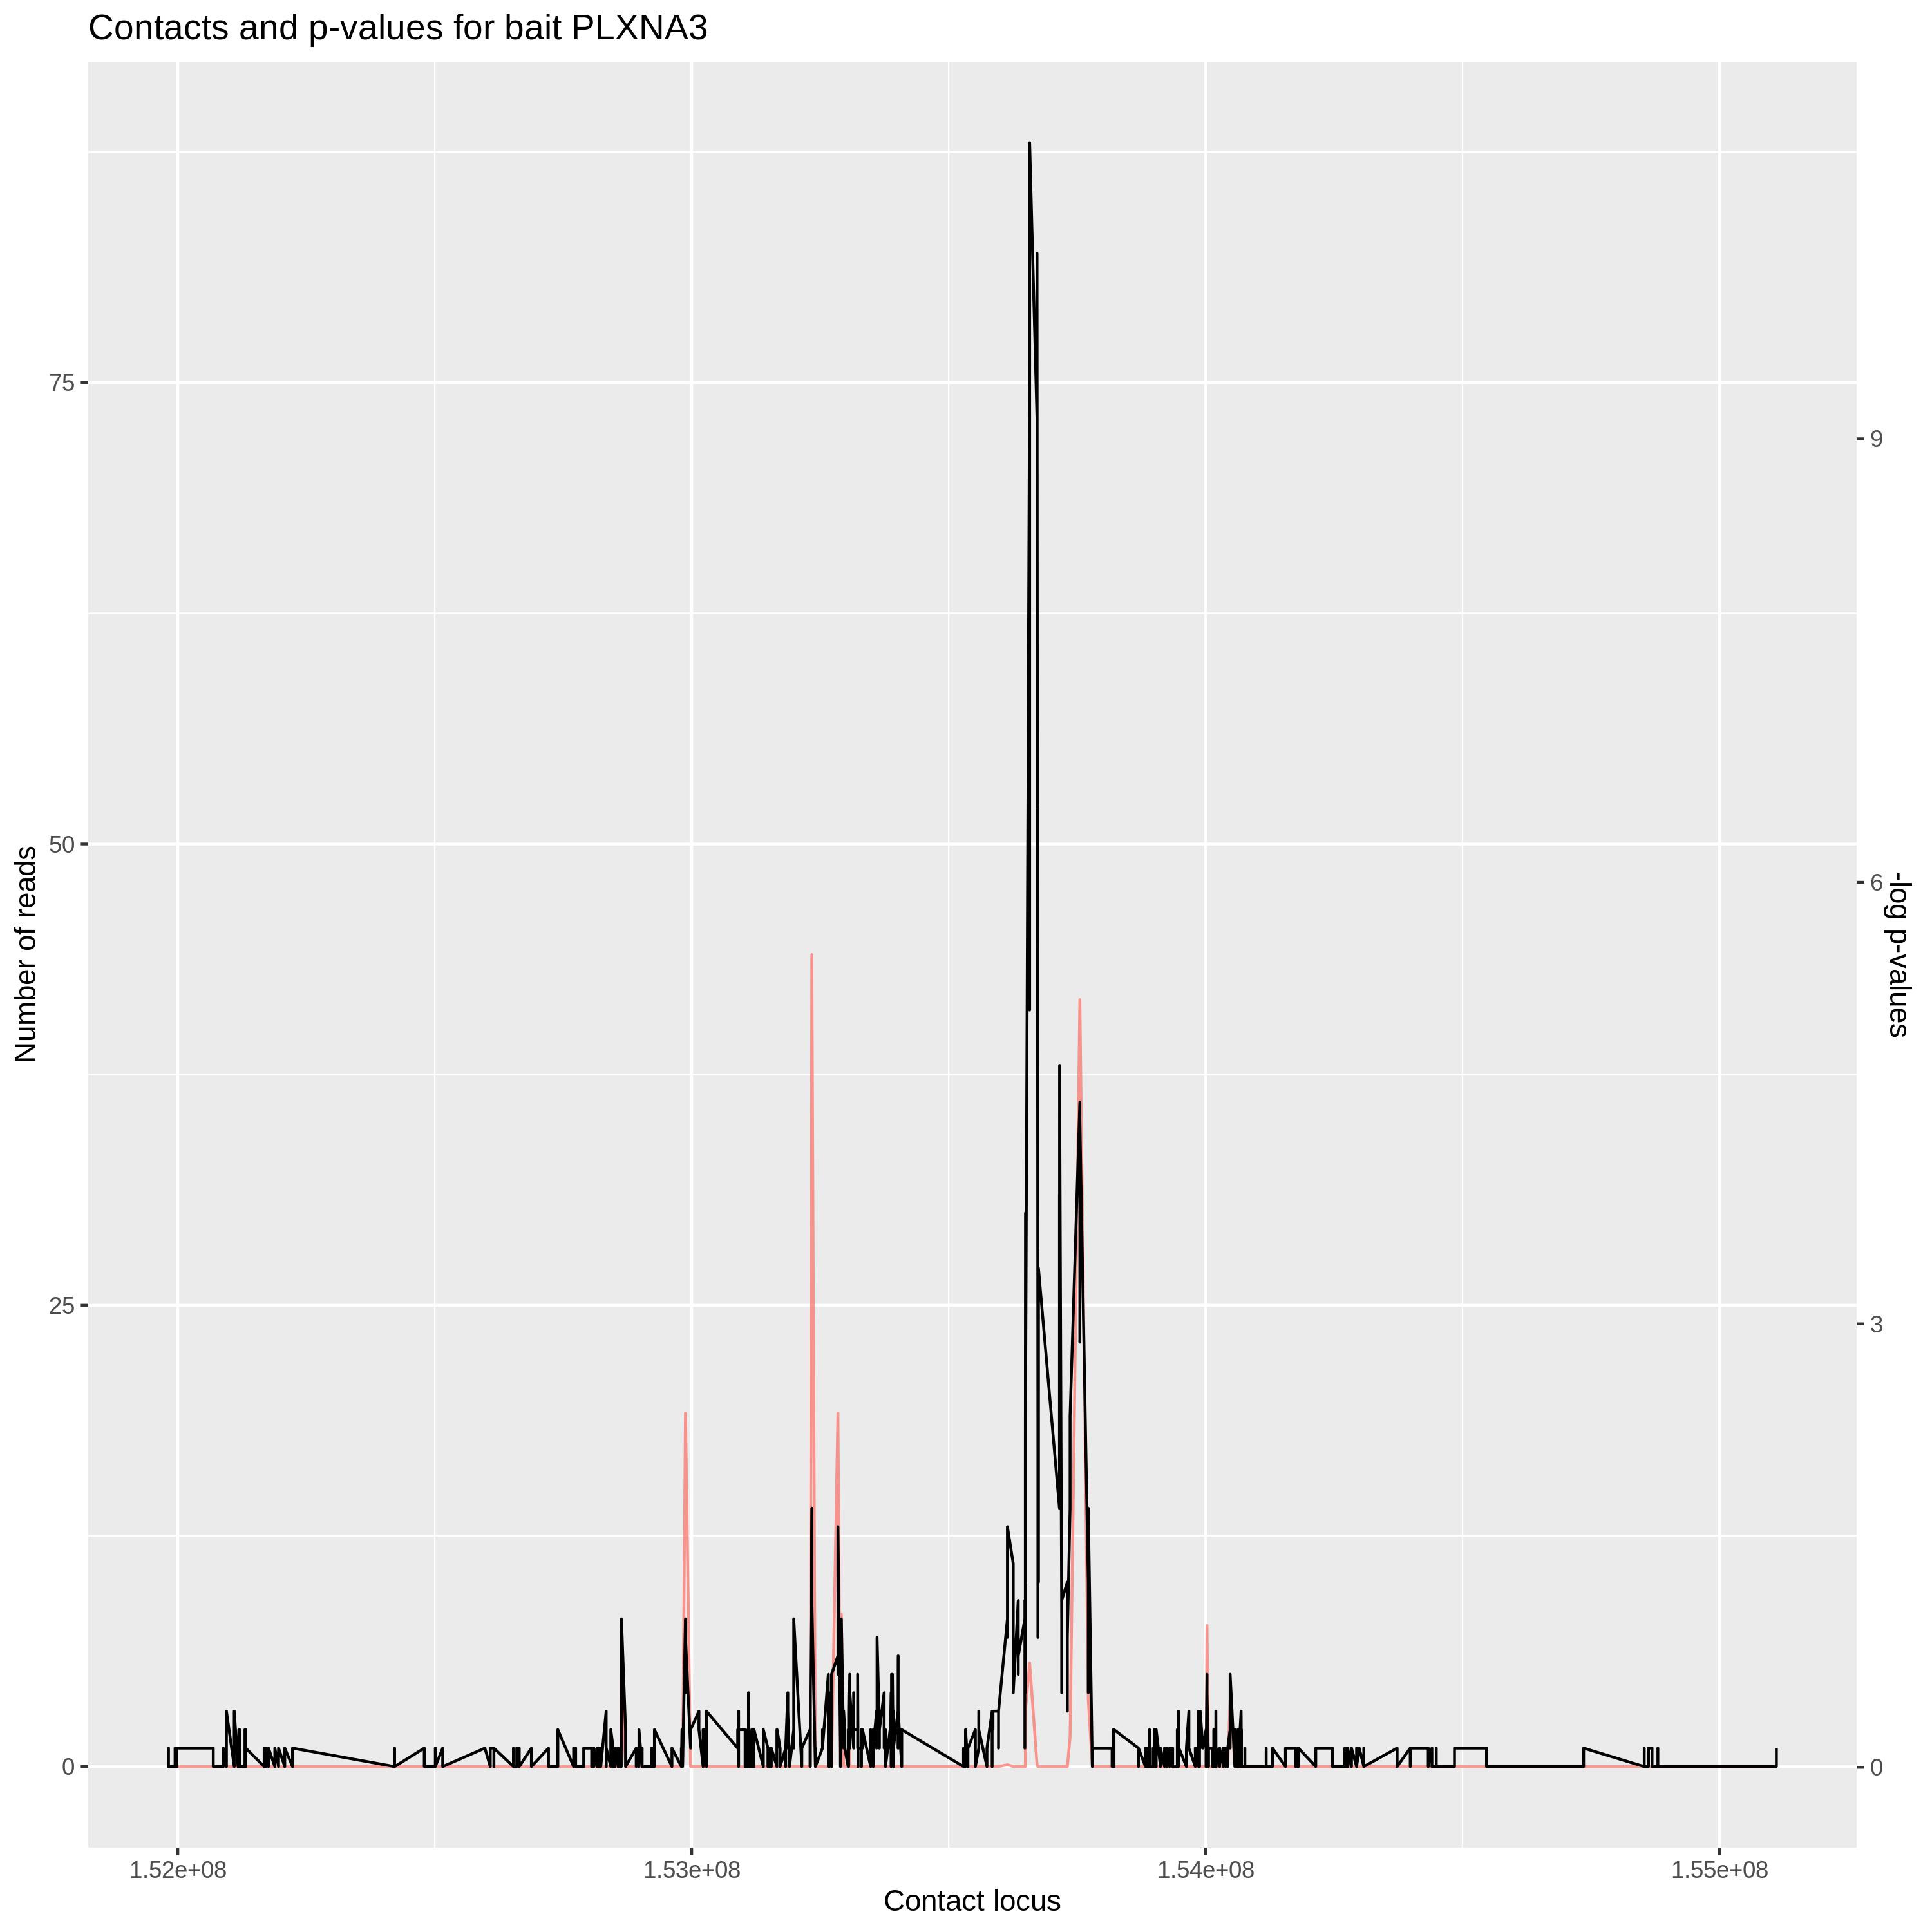 Contacts and p-values for bait PLXNA3
Number of reads
75
50
25
0
9
6
3
0
-log p-values
1.52e+08
1.53e+08
1.54e+08
1.55e+08
Contact locus